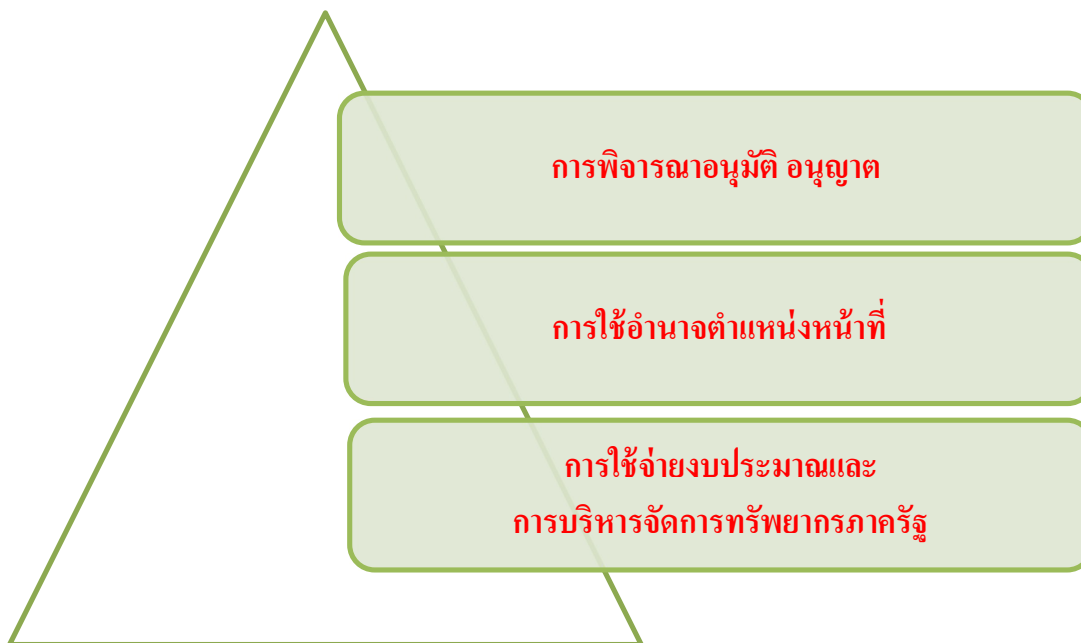 การพิจารณาอนุมัติ อนุญาต
การใช้อำนาจตำแหน่งหน้าที่
การใช้จ่ายงบประมาณและ
การบริหารจัดการทรัพยากรภาครัฐ